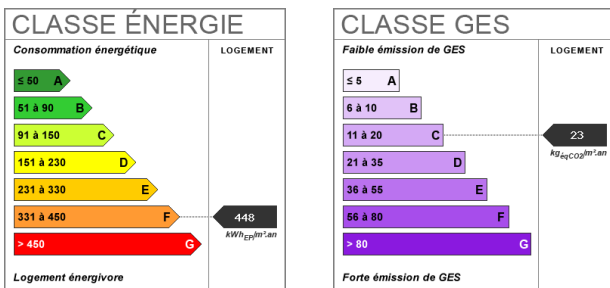 CLASSE ÉNERGIE
Consommation énergétique
LOGEMENT
≤ 50 A
51 à 90 B
91 à 150 C
151 à 230 D
231 à 330 E
331 à 450 F
448
kWhEP/m².an
> 450 G
Logement énergivore
CLASSE GES
Faible émission de GES
LOGEMENT
≤ 5 A
6 à 10 B
11 à 20 C
23
kgéqCO2/m².an
21 à 35 D
36 à 55 E
56 à 80 F
> 80 G
Forte émission de GES